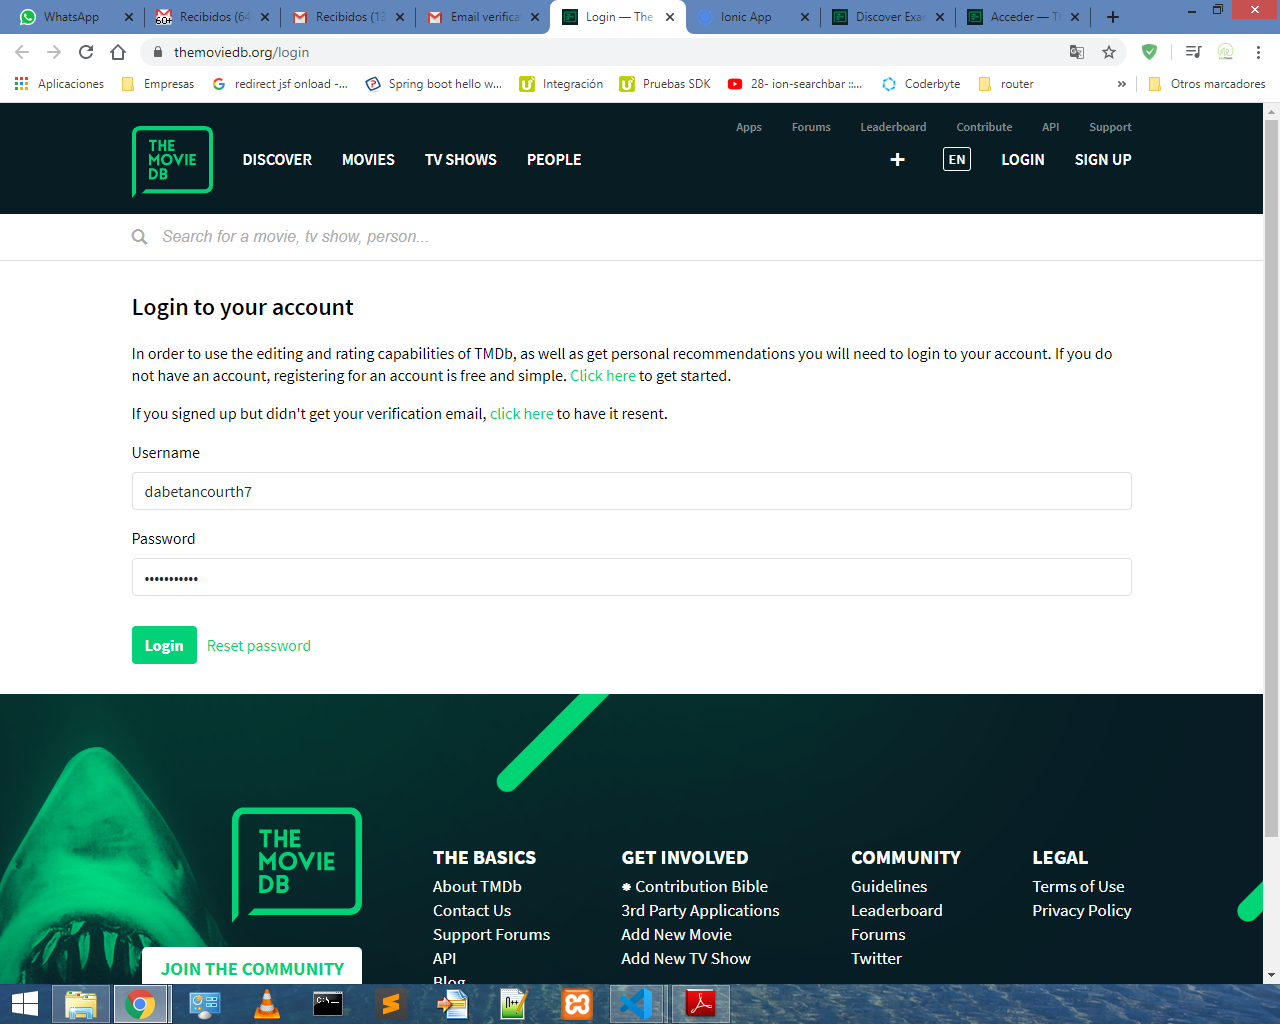 WhatsApp
Recibidos (64
Recibidos (13
Email verifica
Login — The
Ionic App
Discover Exa
Acceder — T
themoviedb.org/login
Aplicaciones
Empresas
redirect jsf onload -...
Spring boot hello w...
Integración
Pruebas SDK
28- ion-searchbar ::...
Coderbyte
router
»
Otros marcadores
Apps Forums Leaderboard Contribute API Support
THE
MOVIE
DB
DISCOVER MOVIES TV SHOWS PEOPLE
+ EN LOGIN SIGN UP
Search for a movie, tv show, person...
Login to your account
In order to use the editing and rating capabilities of TMDb, as well as get personal recommendations you will need to login to your account. If you do
not have an account, registering for an account is free and simple. Click here to get started.
If you signed up but didn't get your verification email, click here to have it resent.
Username
dabetancourth7
Password
•••••••••••
Login Reset password
THE
MOVIE
DB
JOIN THE COMMUNITY
THE BASICS
About TMDb
Contact Us
Support Forums
API
Blog
GET INVOLVED
Contribution Bible
3rd Party Applications
Add New Movie
Add New TV Show
COMMUNITY
Guidelines
Leaderboard
Forums
Twitter
LEGAL
Terms of Use
Privacy Policy